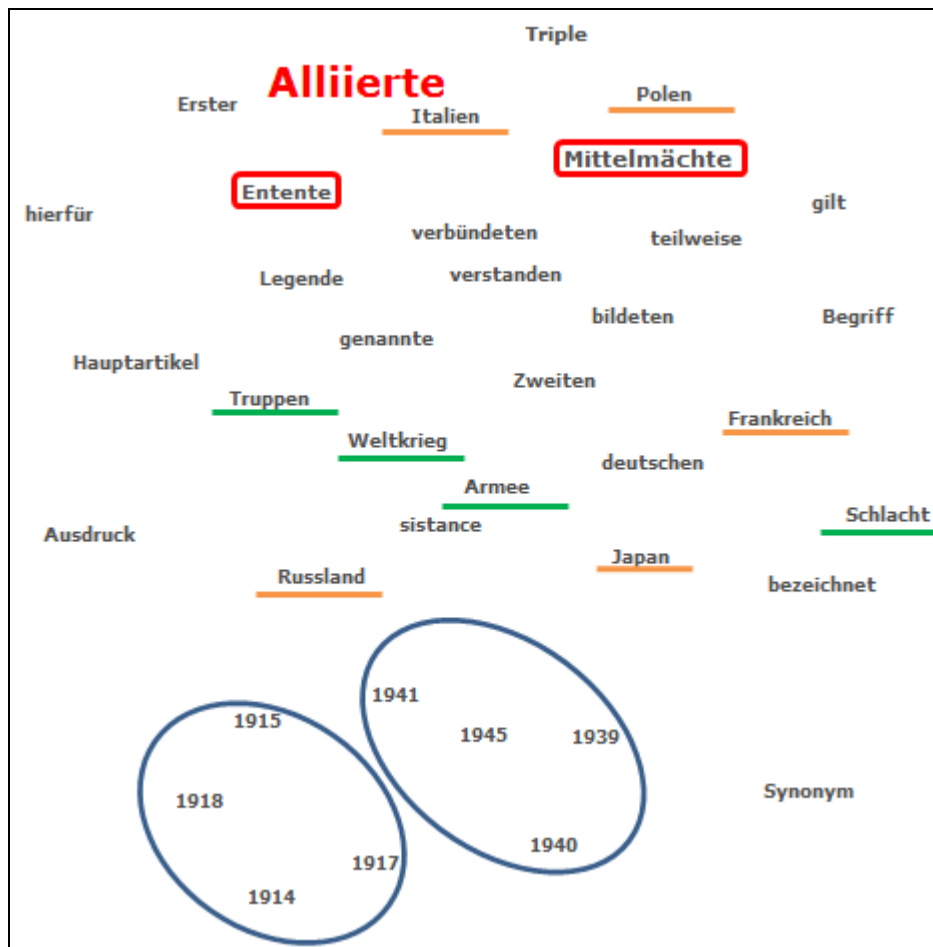 Triple
Alliierte
Polen
Erster
Italien
Mittelmächte
Entente
gilt
hierfür
verbündeten
teilweise
Legende
verstanden
bildeten
Begriff
genannte
Hauptartikel
Zweiten
Truppen
Frankreich
Weltkrieg
deutschen
Armee
Schlacht
sistance
Ausdruck
Japan
Russland
bezeichnet
1941
1915
1945
1939
1918
Synonym
1940
1917
1914